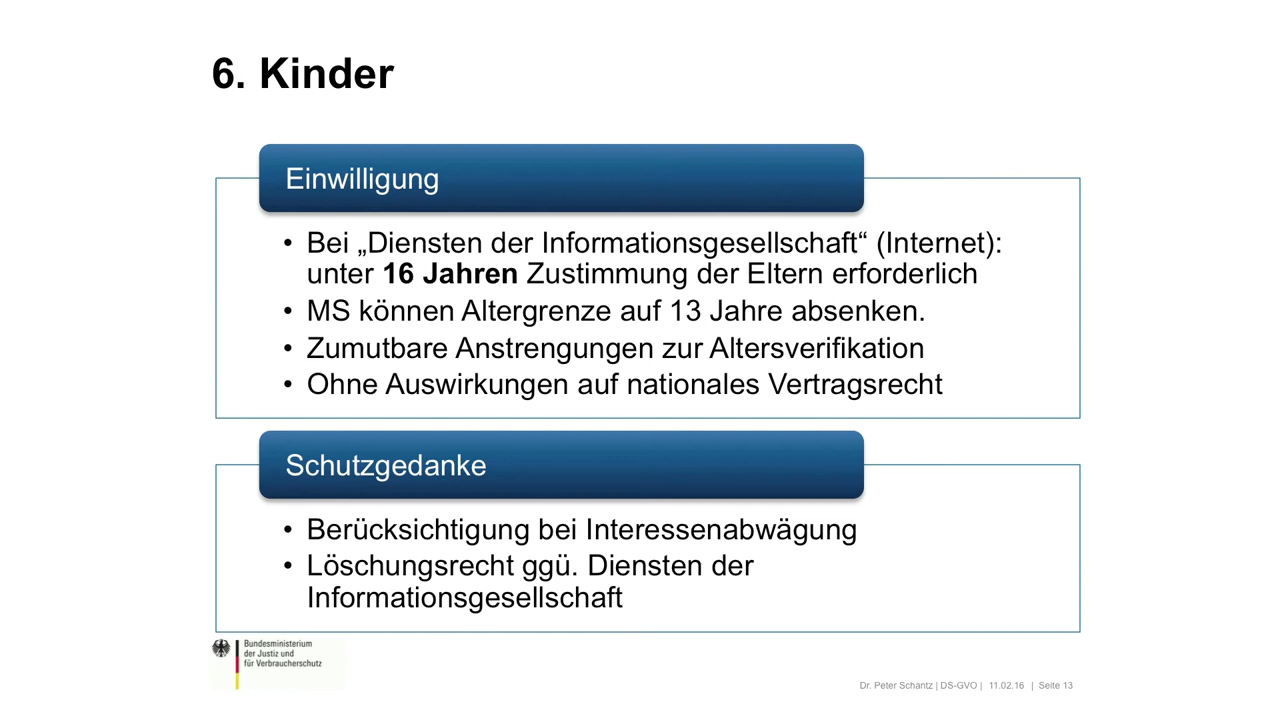 6. Kinder
Einwilligung
• Bei „Diensten der Informationsgesellschaft“ (Internet):
unter 16 Jahren Zustimmung der Eltern erforderlich
• MS können Altergrenze auf 13 Jahre absenken.
• Zumutbare Anstrengungen zur Altersverifikation
• Ohne Auswirkungen auf nationales Vertragsrecht
Schutzgedanke
• Berücksichtigung bei Interessenabwägung
• Löschungsrecht ggü. Diensten der
Informationsgesellschaft
Bundesministerium
der Justiz und
für Verbraucherschutz
Dr. Peter Schantz | DS-GVO | 11.02.16 | Seite 13